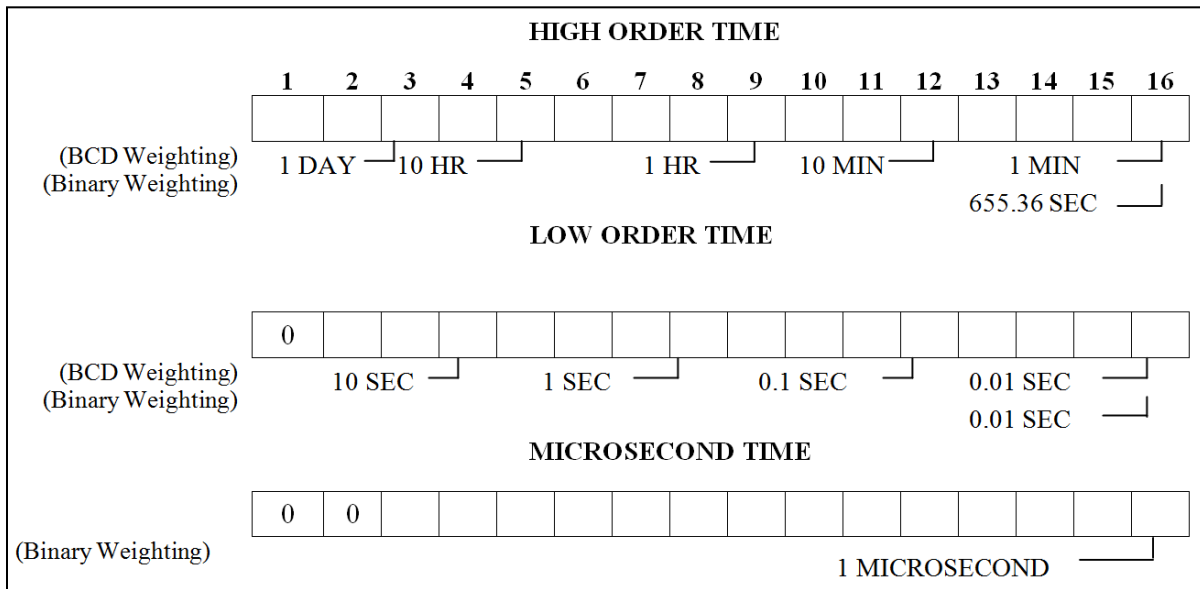 HIGH ORDER TIME
1 2 3 4 5 6 7 8 9 10 11 12 13 14 15 16
(BCD Weighting) 1 DAY 10 HR 1 HR 10 MIN 1 MIN
(Binary Weighting) 655.36 SEC
LOW ORDER TIME
0
(BCD Weighting) 10 SEC 1 SEC 0.1 SEC 0.01 SEC
(Binary Weighting) 0.01 SEC
MICROSECOND TIME
0 0
(Binary Weighting) 1 MICROSECOND